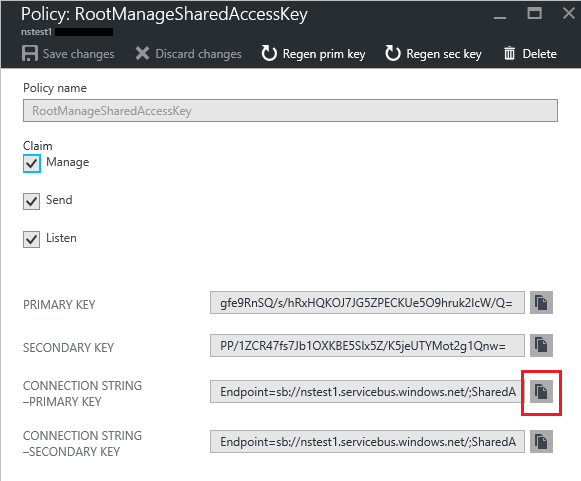 Policy: RootManageSharedAccessKey
nstest1
Save changes Discard changes Regen prim key Regen sec key Delete
Policy name
RootManageSharedAccessKey
Claim
Manage
Send
Listen
PRIMARY KEY gfe9RnSQ/s/hRxHQKOJ7JG5ZPECKUe5O9hruk2IcW/Q=
SECONDARY KEY PP/1ZCR47fs7Jb1OXKBE5SIx5Z/K5jeUTYMot2g1Qnw=
CONNECTION STRING
–PRIMARY KEY Endpoint=sb://nstest1.servicebus.windows.net/;SharedA
CONNECTION STRING
–SECONDARY KEY Endpoint=sb://nstest1.servicebus.windows.net/;SharedA